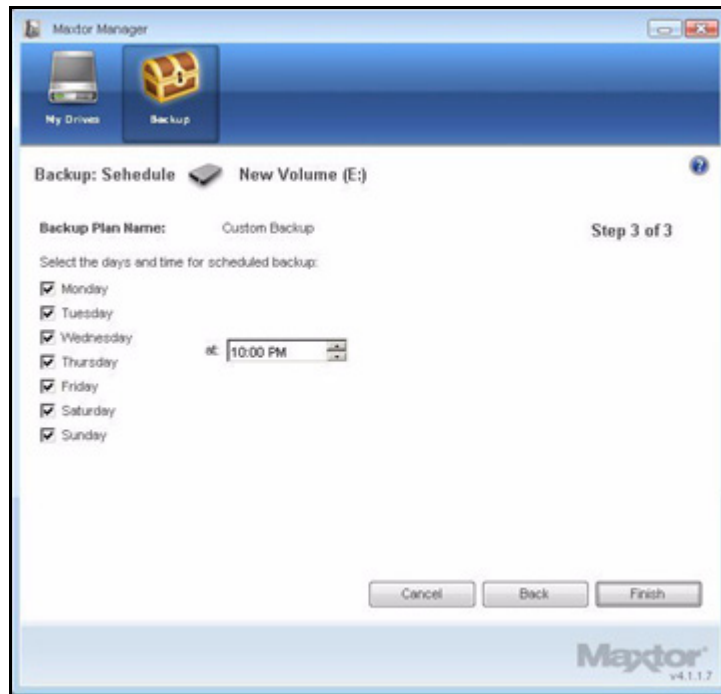 Maxtor Manager
My Drives Backup
Backup: Sehedule New Volume (E:)
Backup Plan Name: Custom Backup Step 3 of 3
Select the days and time for scheduled backup:
Monday
Tuesday
Wednesday
at: 10:00 PM
Thursday
Friday
Saturday
Sunday
Cancel Back Finish
Maxtor
v4.1.1.7